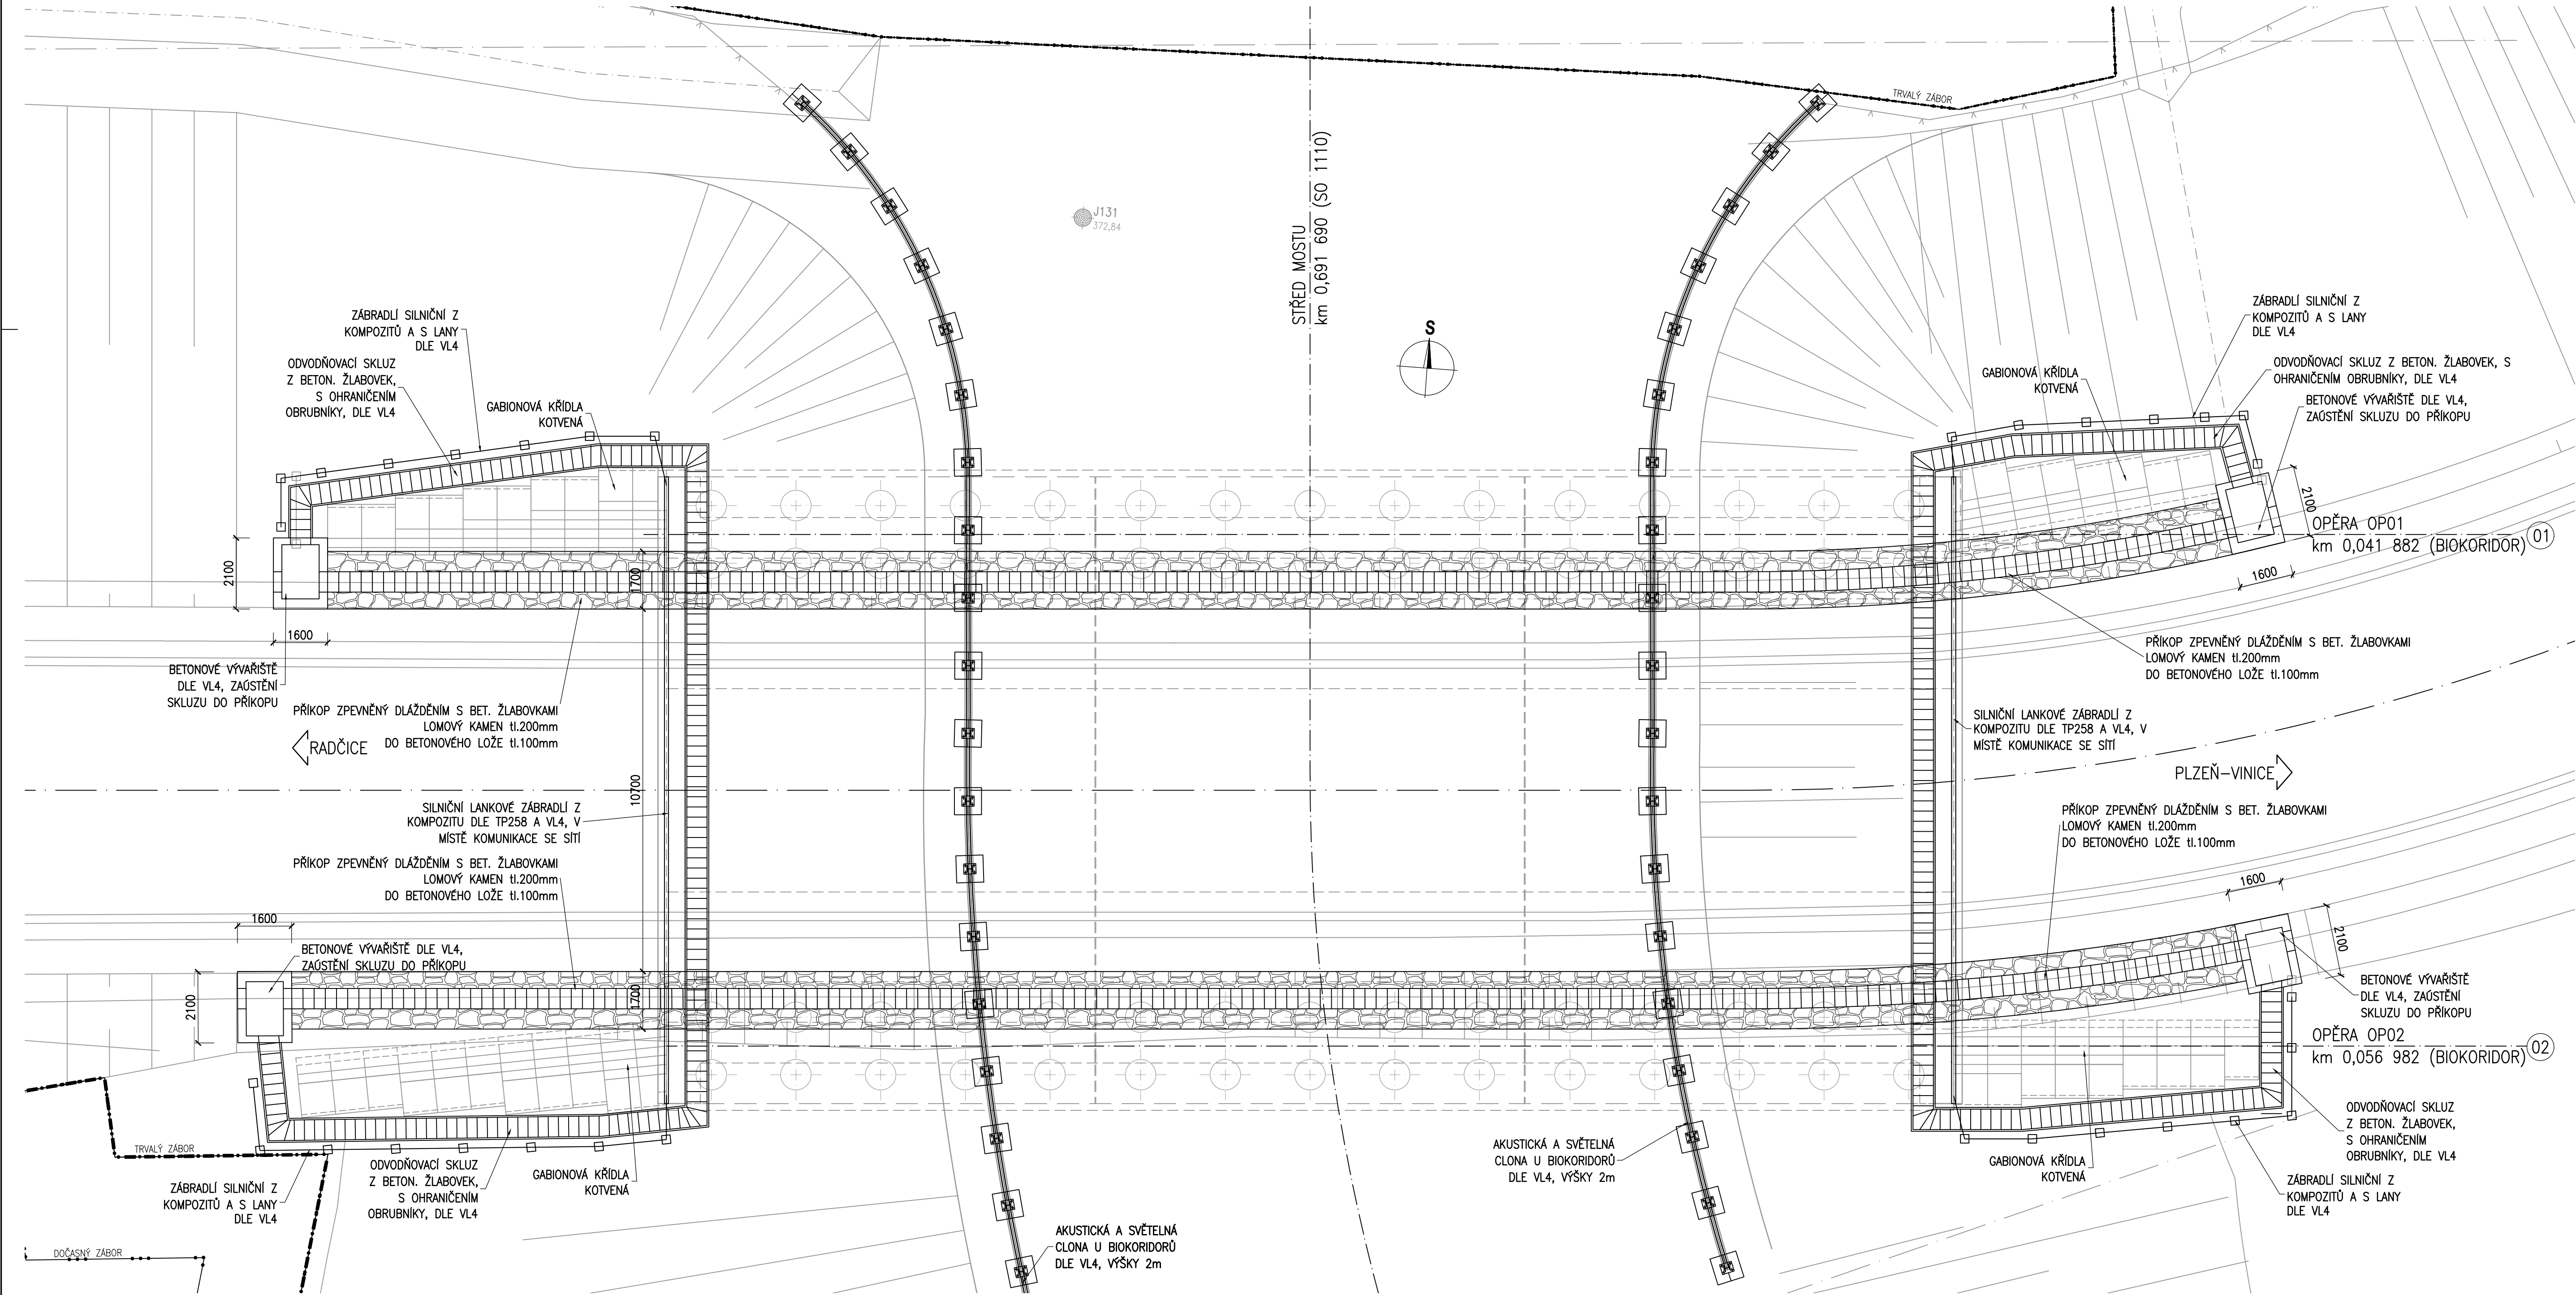 TRVALÝ ZÁBOR
STŘED MOSTU
km 0,691 690 (SO 1110)
J131
372,84
S
ZÁBRADLÍ SILNIČNÍ Z
KOMPOZITŮ A S LANY
DLE VL4
ODVODŇOVACÍ SKLUZ
Z BETON. ŽLABOVEK,
S OHRANIČENÍM
OBRUBNÍKY, DLE VL4
GABIONOVÁ KŘÍDLA
KOTVENÁ
ZÁBRADLÍ SILNIČNÍ Z
KOMPOZITŮ A S LANY
DLE VL4
ODVODŇOVACÍ SKLUZ Z BETON. ŽLABOVEK, S
OHRANIČENÍM OBRUBNÍKY, DLE VL4
GABIONOVÁ KŘÍDLA
KOTVENÁ
BETONOVÉ VÝVAŘIŠTĚ DLE VL4,
ZAÚSTĚNÍ SKLUZU DO PŘÍKOPU
2100
OPĚRA OP01
km 0,041 882 (BIOKORIDOR)
01
1600
2100
1700
1600
BETONOVÉ VÝVAŘIŠTĚ
DLE VL4, ZAÚSTĚNÍ
SKLUZU DO PŘÍKOPU
PŘÍKOP ZPEVNĚNÝ DLÁŽDĚNÍM S BET. ŽLABOVKAMI
LOMOVÝ KAMEN tl.200mm
DO BETONOVÉHO LOŽE tl.100mm
RADČICE
PŘÍKOP ZPEVNĚNÝ DLÁŽDĚNÍM S BET. ŽLABOVKAMI
LOMOVÝ KAMEN tl.200mm
DO BETONOVÉHO LOŽE tl.100mm
SILNIČNÍ LANKOVÉ ZÁBRADLÍ Z
KOMPOZITU DLE TP258 A VL4, V
MÍSTĚ KOMUNIKACE SE SÍTÍ
PLZEŇ-VINICE
10700
SILNIČNÍ LANKOVÉ ZÁBRADLÍ Z
KOMPOZITU DLE TP258 A VL4, V
MÍSTĚ KOMUNIKACE SE SÍTÍ
PŘÍKOP ZPEVNĚNÝ DLÁŽDĚNÍM S BET. ŽLABOVKAMI
LOMOVÝ KAMEN tl.200mm
DO BETONOVÉHO LOŽE tl.100mm
PŘÍKOP ZPEVNĚNÝ DLÁŽDĚNÍM S BET. ŽLABOVKAMI
LOMOVÝ KAMEN tl.200mm
DO BETONOVÉHO LOŽE tl.100mm
1600
1600
2100
BETONOVÉ VÝVAŘIŠTĚ DLE VL4,
ZAÚSTĚNÍ SKLUZU DO PŘÍKOPU
2100
1700
BETONOVÉ VÝVAŘIŠTĚ
DLE VL4, ZAÚSTĚNÍ
SKLUZU DO PŘÍKOPU
OPĚRA OP02
km 0,056 982 (BIOKORIDOR)
02
ODVODŇOVACÍ SKLUZ
Z BETON. ŽLABOVEK,
S OHRANIČENÍM
OBRUBNÍKY, DLE VL4
TRVALÝ ZÁBOR
ZÁBRADLÍ SILNIČNÍ Z
KOMPOZITŮ A S LANY
DLE VL4
ODVODŇOVACÍ SKLUZ
Z BETON. ŽLABOVEK,
S OHRANIČENÍM
OBRUBNÍKY, DLE VL4
GABIONOVÁ KŘÍDLA
KOTVENÁ
AKUSTICKÁ A SVĚTELNÁ
CLONA U BIOKORIDORŮ
DLE VL4, VÝŠKY 2m
GABIONOVÁ KŘÍDLA
KOTVENÁ
ZÁBRADLÍ SILNIČNÍ Z
KOMPOZITŮ A S LANY
DLE VL4
AKUSTICKÁ A SVĚTELNÁ
CLONA U BIOKORIDORŮ
DLE VL4, VÝŠKY 2m
DOČASNÝ ZÁBOR